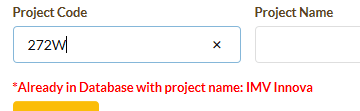 Project Code Project Name
272W ×
*Already in Database with project name: IMV Innova